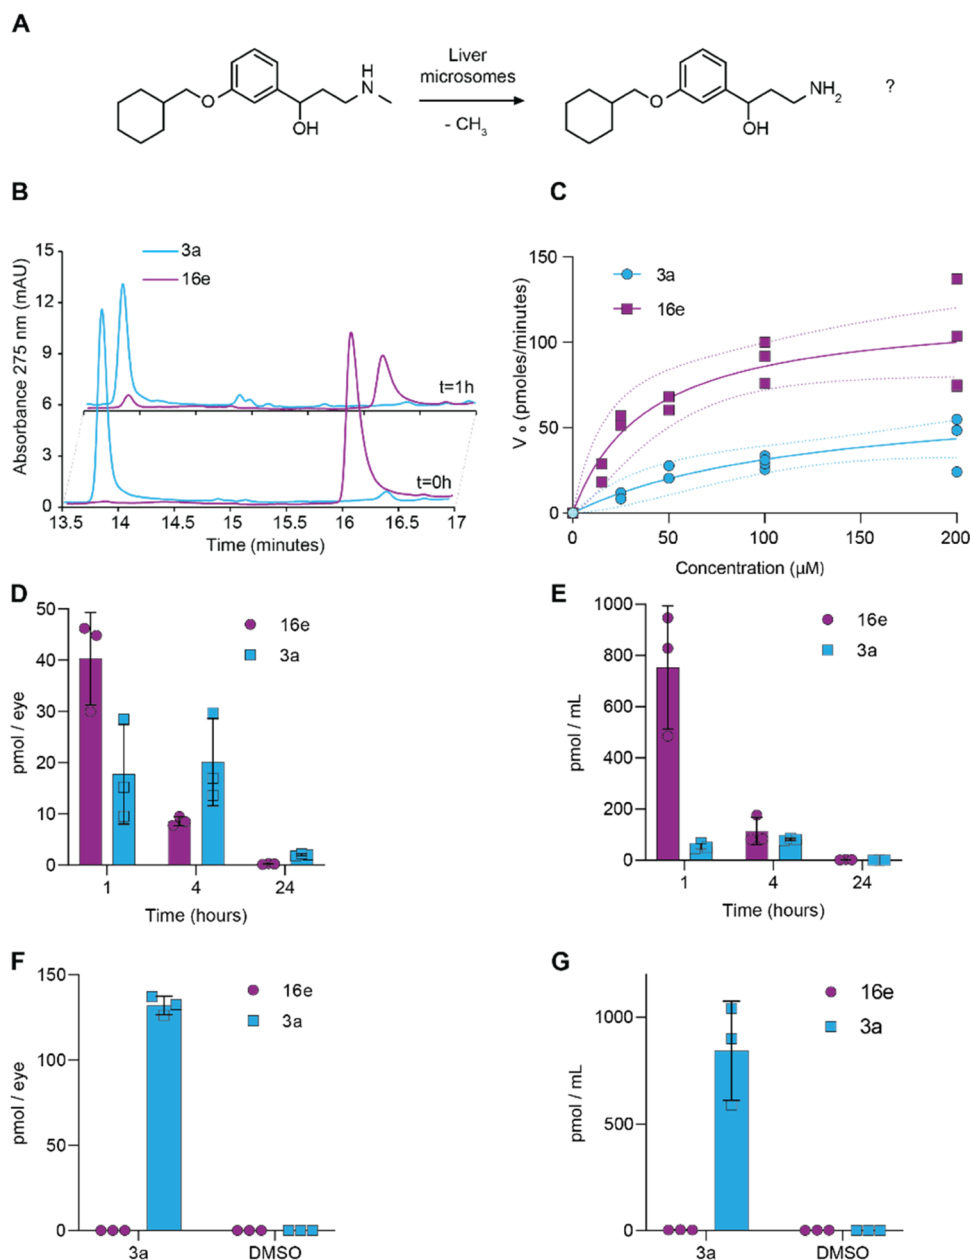 A
Liver
microsomes
- CH3
H
N
O
OH
O
OH
NH2
?
B
3a
16e
Absorbance 275 nm (mAU)
15
12
9
6
3
0
t=1h
t=0h
13.5 14 14.5 15 15.5 16 16.5 17
Time (minutes)
C
3a
16e
V₀ (pmoles/minutes)
150
100
50
0
0 50 100 150 200
Concentration (µM)
D
16e
3a
pmol / eye
50
40
30
20
10
0
1 4 24
Time (hours)
E
16e
3a
pmol / mL
1000
800
600
400
200
0
1 4 24
Time (hours)
F
16e
3a
pmol / eye
150
100
50
0
3a DMSO
G
16e
3a
pmol / mL
1000
500
0
3a DMSO